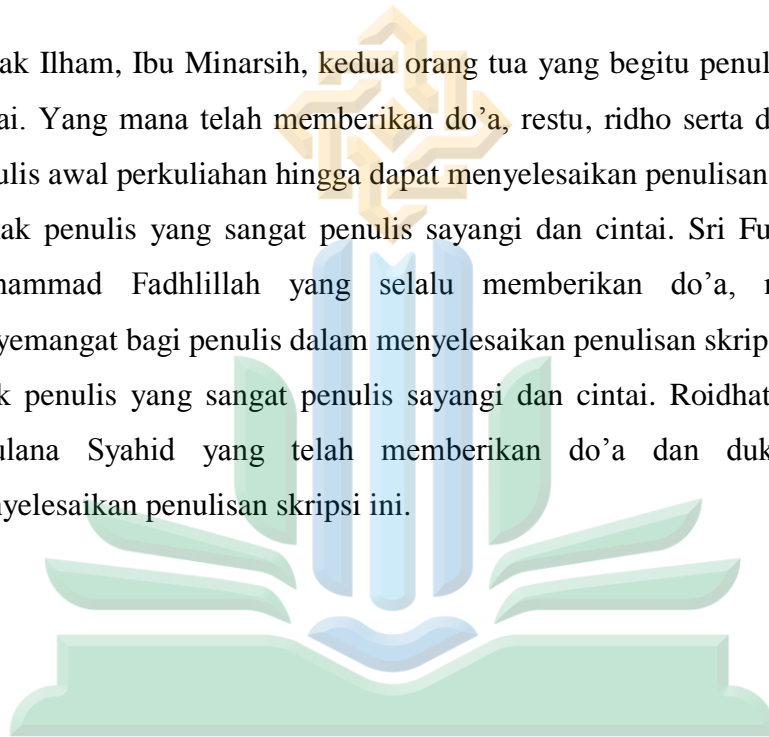 ak Ilham, Ibu Minarsih, kedua orang tua yang begitu penul
ai. Yang mana telah memberikan do’a, restu, ridho serta d
ulis awal perkuliahan hingga dapat menyelesaikan penulisan
ak penulis yang sangat penulis sayangi dan cintai. Sri Fu
hammad Fadhlillah yang selalu memberikan do’a,
yemangat bagi penulis dalam menyelesaikan penulisan skrip
k penulis yang sangat penulis sayangi dan cintai. Roidhat
ulana Syahid yang telah memberikan do’a dan duk
nyelesaikan penulisan skripsi ini.